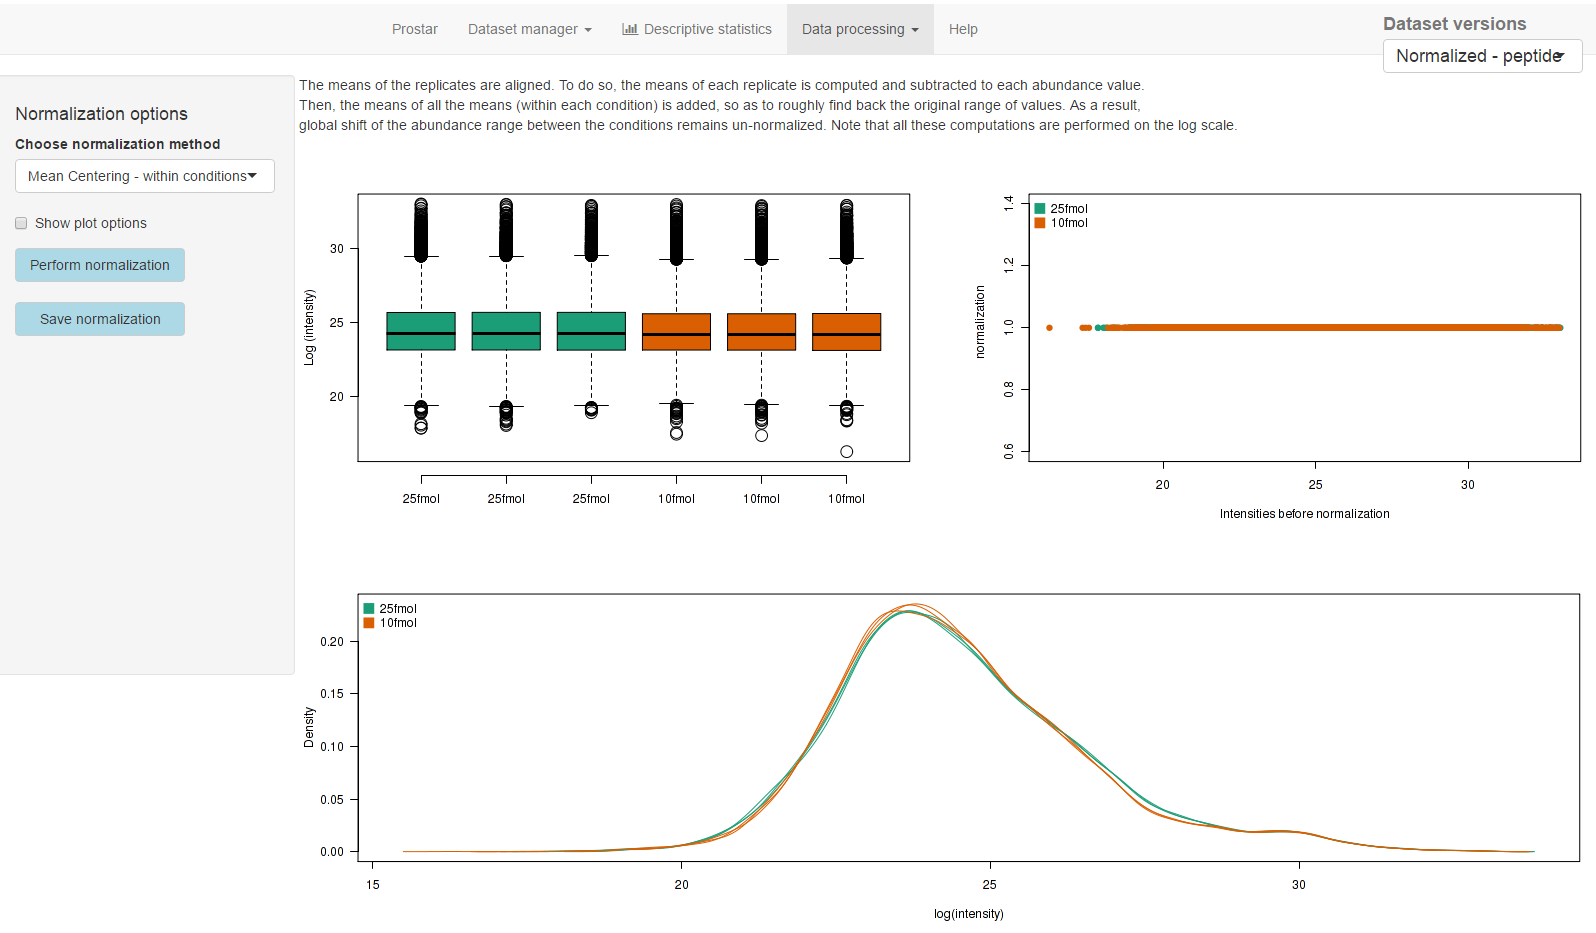 Prostar
Dataset manager
Descriptive statistics
Data processing
Help
Dataset versions
Normalized - peptide
Normalization options
Choose normalization method
Mean Centering - within conditions
Show plot options
Perform normalization
Save normalization
The means of the replicates are aligned. To do so, the means of each replicate is computed and subtracted to each abundance value.
Then, the means of all the means (within each condition) is added, so as to roughly find back the original range of values. As a result,
global shift of the abundance range between the conditions remains un-normalized. Note that all these computations are performed on the log scale.
Log (intensity)
30
25
20
25fmol
25fmol
25fmol
10fmol
10fmol
10fmol
25fmol
10fmol
normalization
1.4
1.2
1.0
0.8
0.6
20
25
30
Intensities before normalization
25fmol
10fmol
Density
0.20
0.15
0.10
0.05
0.00
15
20
25
30
log(intensity)